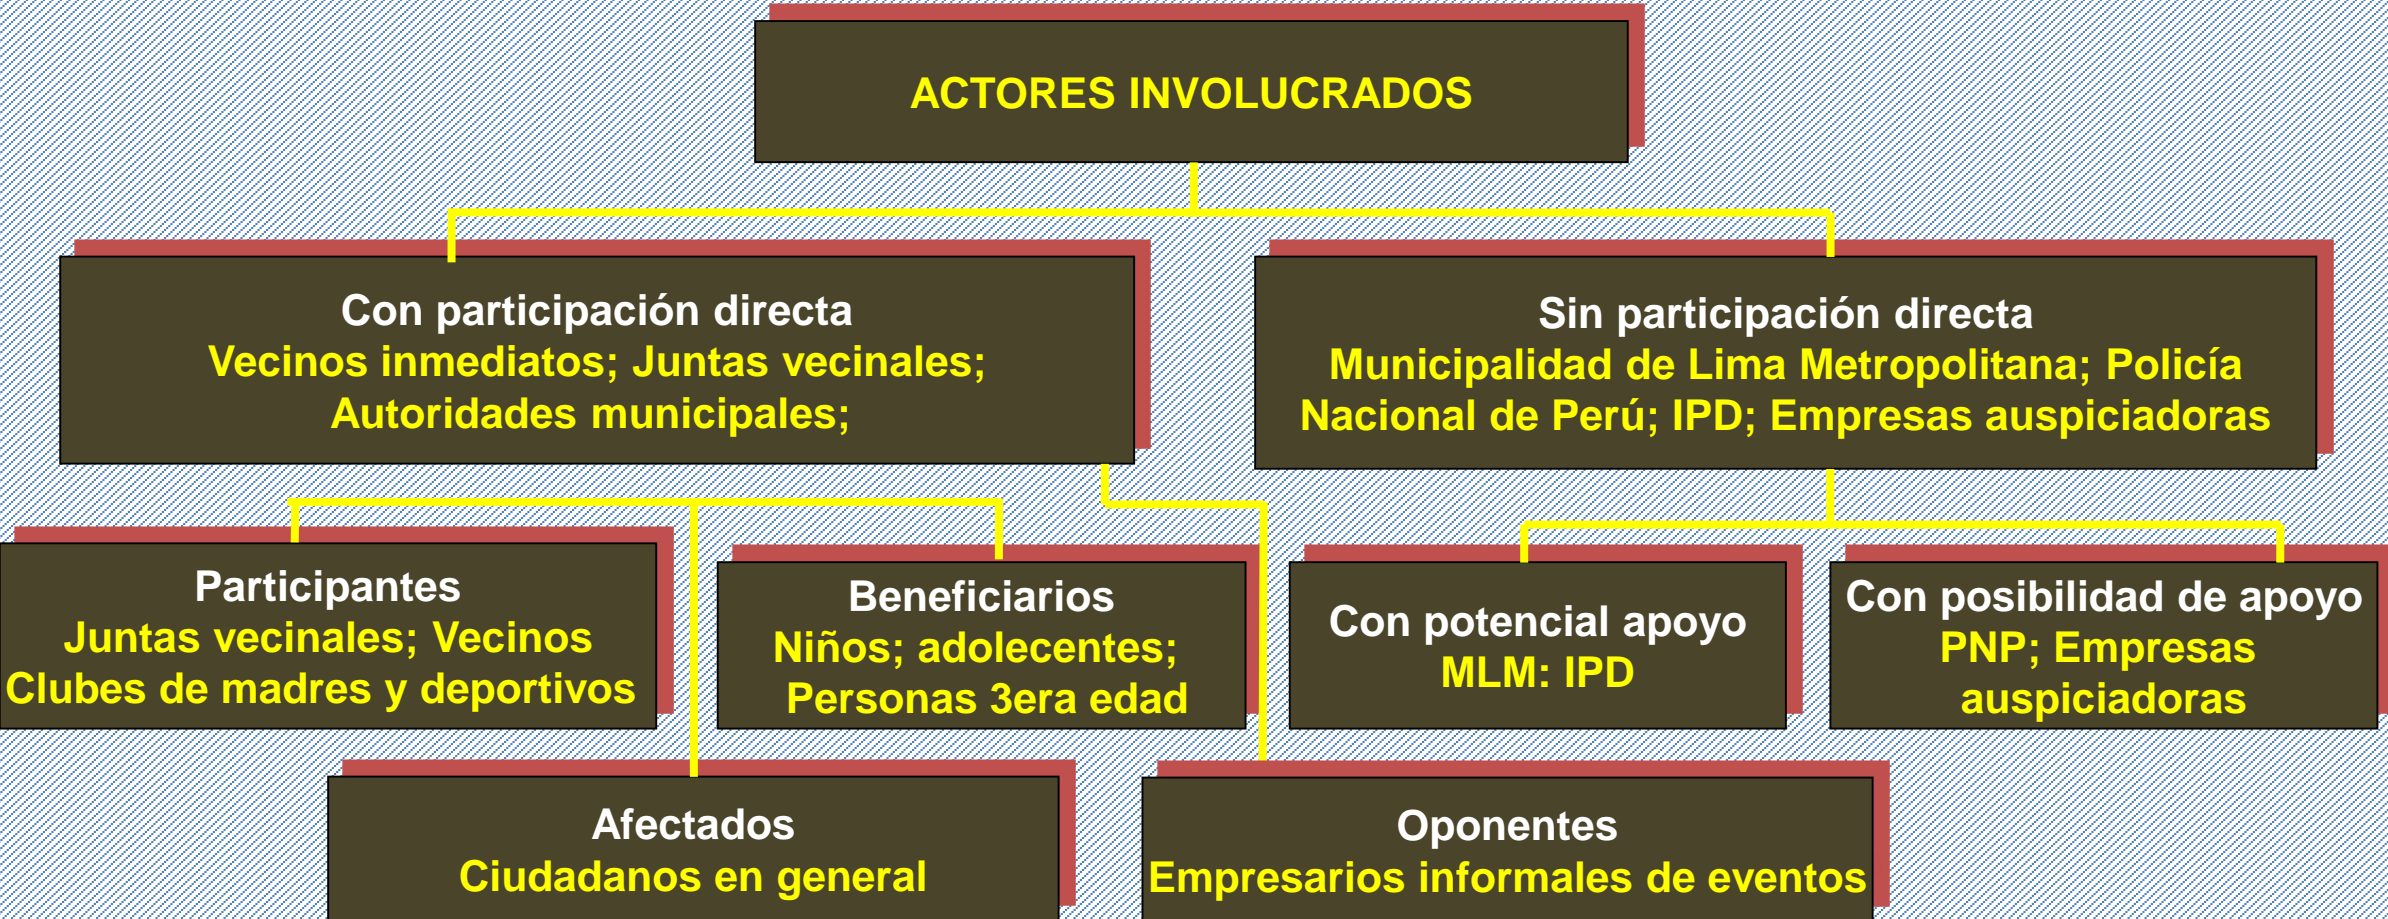 ACTORES INVOLUCRADOS
Con participación directa
Vecinos inmediatos; Juntas vecinales;
Autoridades municipales;
Sin participación directa
Municipalidad de Lima Metropolitana; Policía
Nacional de Perú; IPD; Empresas auspiciadoras
Participantes
Juntas vecinales; Vecinos
Clubes de madres y deportivos
Beneficiarios
Niños; adolecentes;
Personas 3era edad
Con potencial apoyo
MLM: IPD
Con posibilidad de apoyo
PNP; Empresas
auspiciadoras
Afectados
Ciudadanos en general
Oponentes
Empresarios informales de eventos